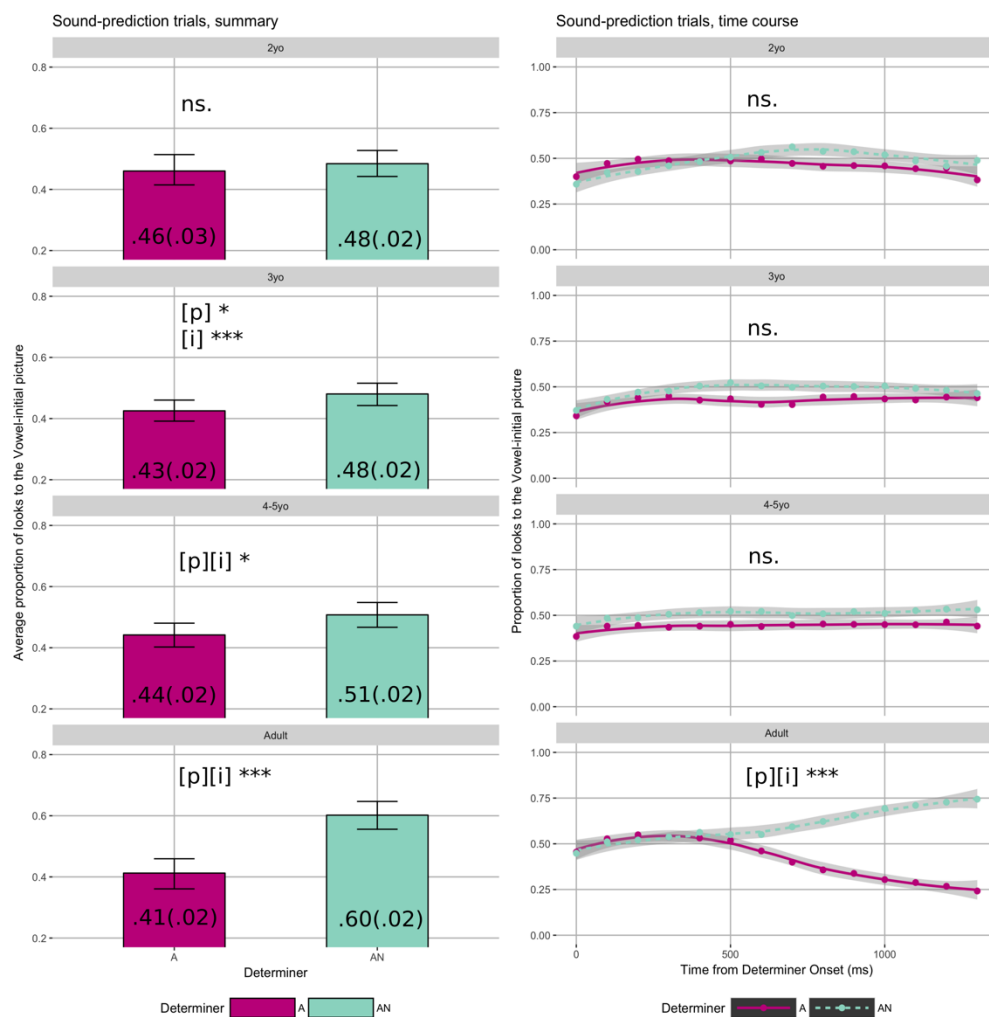 Sound-prediction trials, summary
2yo
0.8
0.6
0.4
0.2
ns.
.46(.03)
.48(.02)
3yo
0.8
0.6
0.4
0.2
[p] *
[i] ***
.43(.02)
.48(.02)
4-5yo
0.8
0.6
0.4
0.2
[p][i] *
.44(.02)
.51(.02)
Adult
0.8
0.6
0.4
0.2
[p][i] ***
.41(.02)
.60(.02)
A
AN
Determiner
Average proportion of looks to the Vowel-initial picture
Determiner A AN
Sound-prediction trials, time course
2yo
1.00
0.75
0.50
0.25
0.00
ns.
3yo
1.00
0.75
0.50
0.25
0.00
ns.
4-5yo
1.00
0.75
0.50
0.25
0.00
ns.
Adult
1.00
0.75
0.50
0.25
0.00
[p][i] ***
0
500
1000
Time from Determiner Onset (ms)
Proportion of looks to the Vowel-initial picture
Determiner A AN